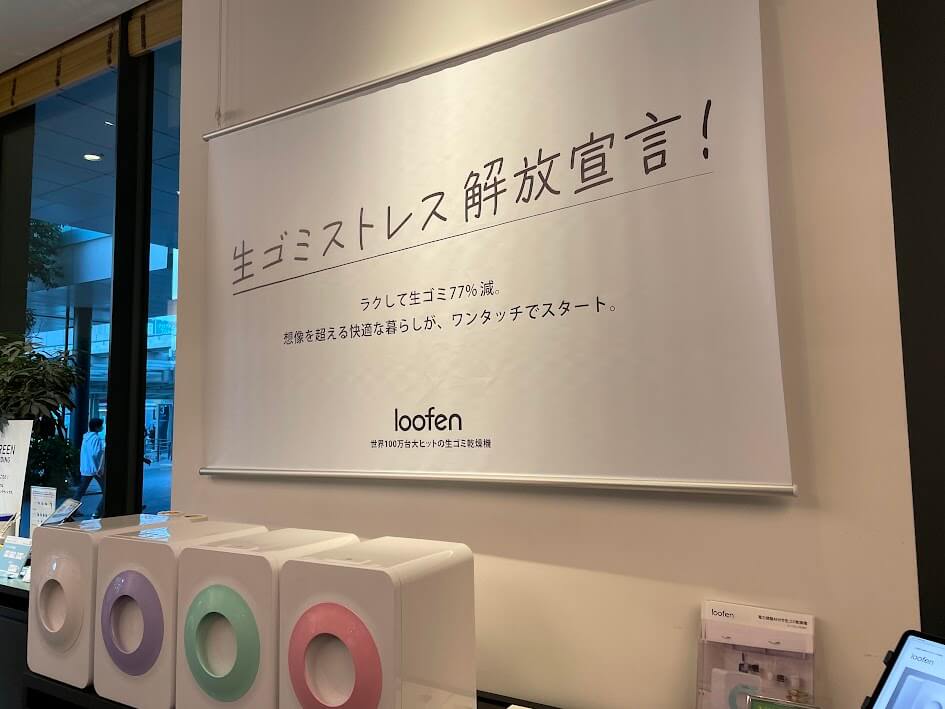 生ゴミストレス解放宣言!
ラクして生ゴミ77%減。
想像を超える快適な暮らしが、ワンタッチでスタート。
loofen
世界100万台大ヒットの生ゴミ乾燥機
loofen
loofen